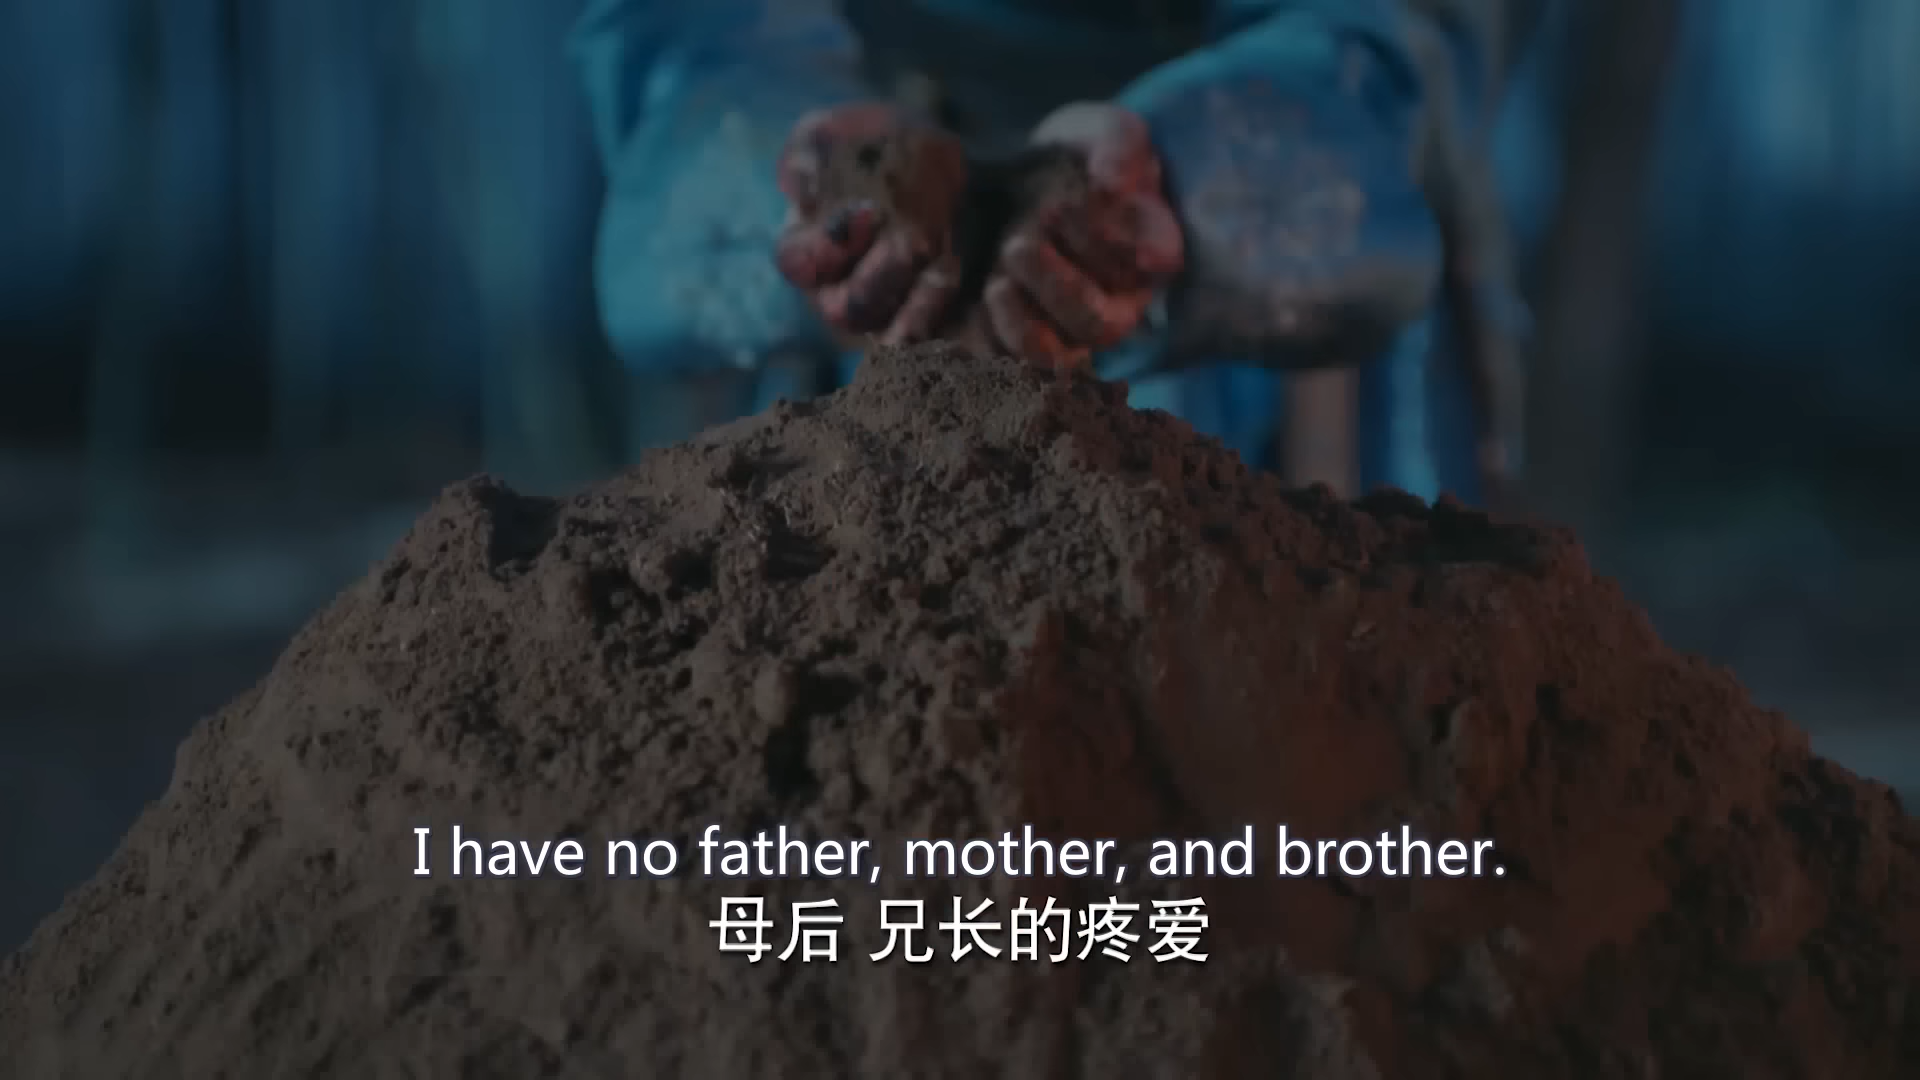 I have no father, mother, and brother.
母后 兄长的疼爱